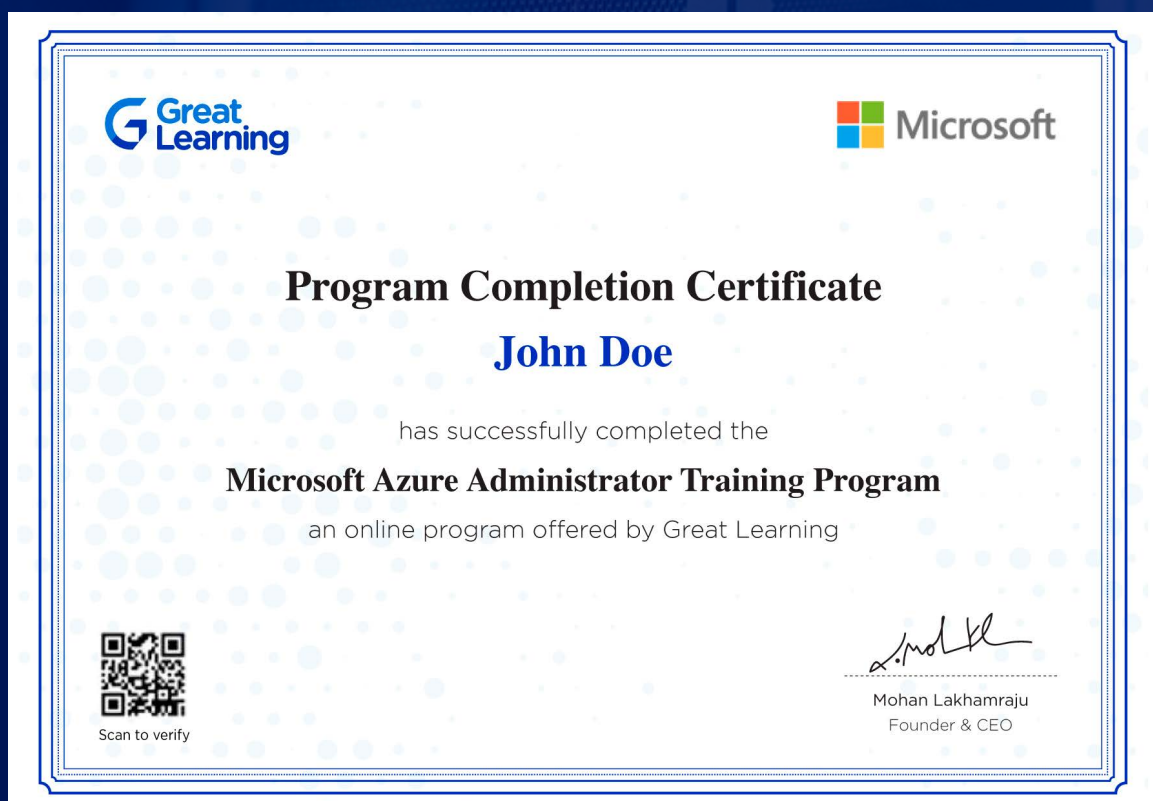 Great
Learning
Microsoft
Program Completion Certificate
John Doe
has successfully completed the
Microsoft Azure Administrator Training Program
an online program offered by Great Learning
Scan to verify
Mohan Lakhamraju
Founder & CEO